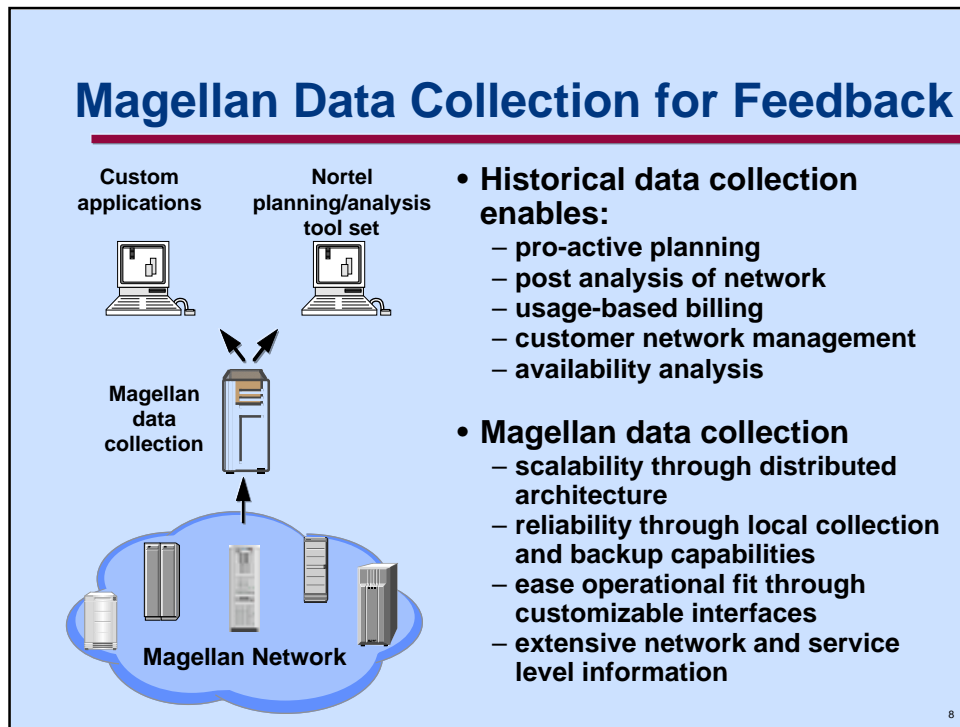 Magellan Data Collection for Feedback
Custom
applications
Nortel
planning/analysis
tool set
Magellan
data
collection
Magellan Network
• Historical data collection
enables:
– pro-active planning
– post analysis of network
– usage-based billing
– customer network management
– availability analysis
• Magellan data collection
– scalability through distributed
architecture
– reliability through local collection
and backup capabilities
– ease operational fit through
customizable interfaces
– extensive network and service
level information
8